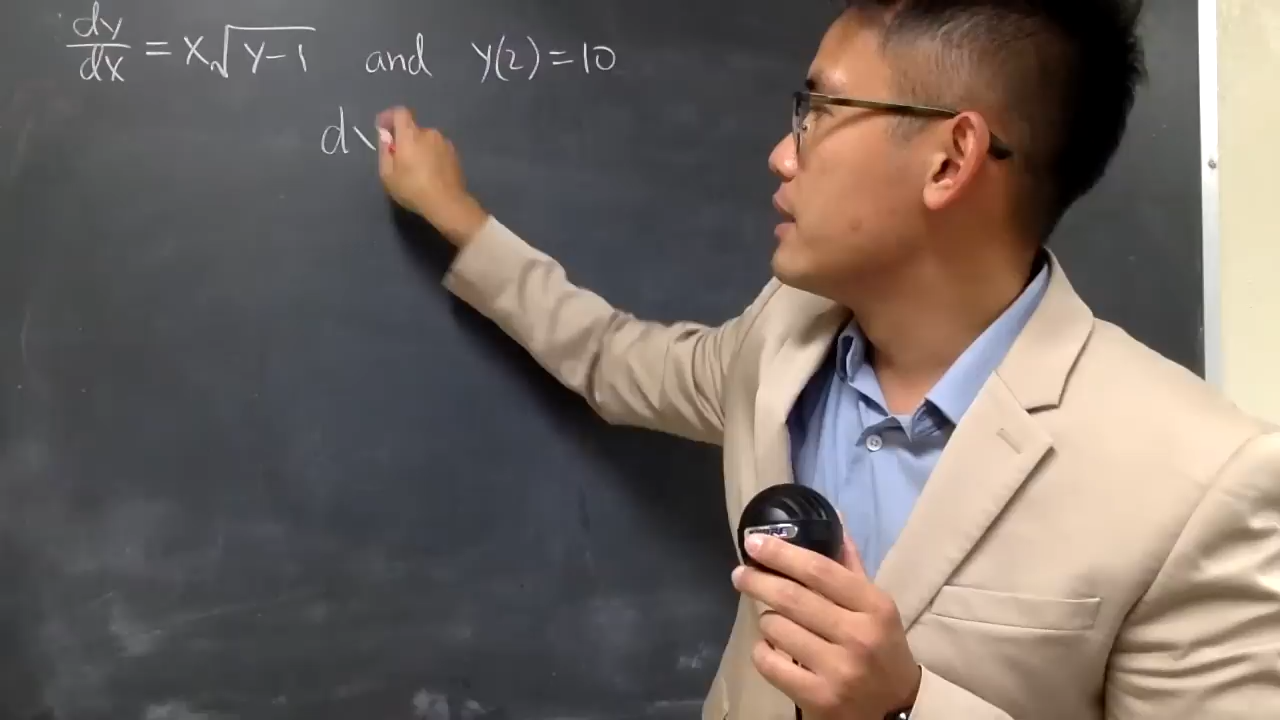 dy/dx = x√(y-1) and y(2)=10
dy